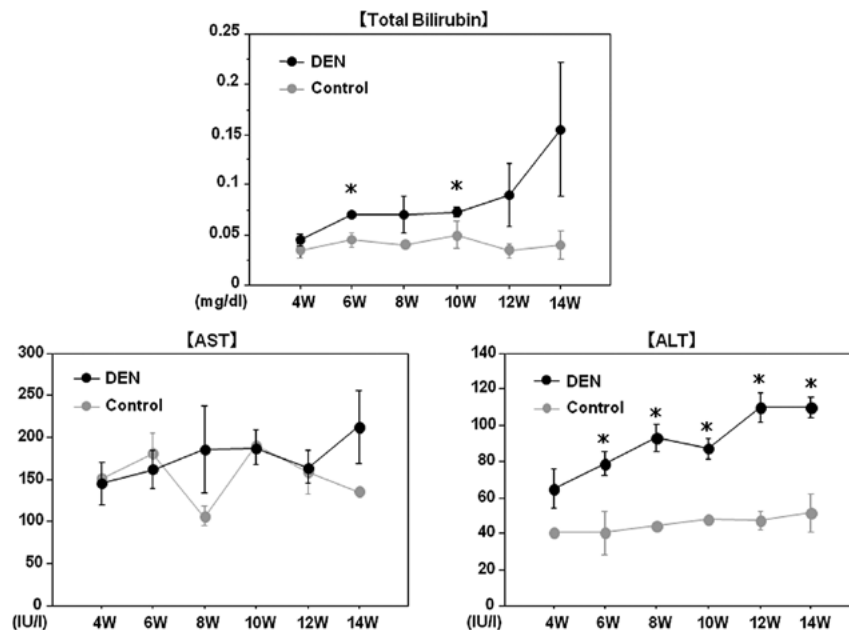 【Total Bilirubin】
0.25
0.2
0.15
0.1
0.05
0
DEN
Control
*
*
(mg/dl)
4W 6W 8W 10W 12W 14W
【AST】
300
250
200
150
100
50
0
DEN
Control
(IU/l)
4W 6W 8W 10W 12W 14W
【ALT】
140
120
100
80
60
40
20
0
DEN
Control
* * * * *
(IU/l)
4W 6W 8W 10W 12W 14W